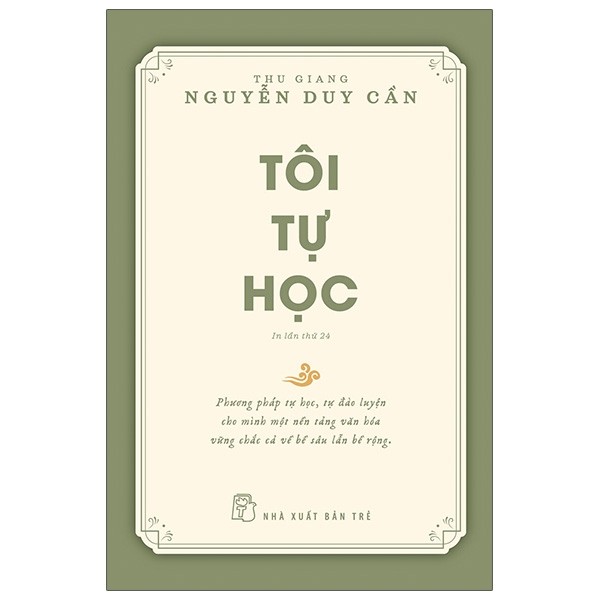 THU GIANG
NGUYỄN DUY CẦN
TÔI
TỰ
HỌC
In lần thứ 24
Phương pháp tự học, tự đào luyện
cho mình một nền tảng văn hóa
vững chắc cả về bề sâu lẫn bề rộng.
NHÀ XUẤT BẢN TRẺ